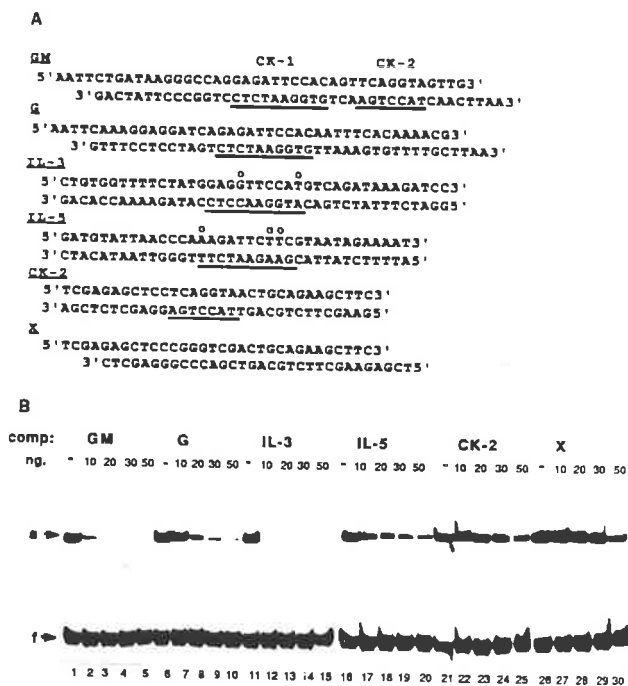 A
GM CK-1 CK-2
5'AATTCTGATAAGGGCCAGGAGATTCCACAGTTCAGGTAGTTG3'
3'GACTATTCCCGGTCCTCTAAGGTGTCAAGTCCATCAACTTAA3'
G
5'AATTCAAAGGAGGATCAGAGATTCCACAATTTCACAAAACG3'
3'GTTTCCTCCTAGTCTCTAAGGTGTTAAAGTGTTTTGCTTAA3'
IL-3
5'CTGTGGTTTTCTATGGAGGTTCCATGTCAGATAAAGATCC3'
3'GACACCAAAAGATACCTCCAAGGTACAGTCTATTTCTAGG5'
IL-5
5'GATGTATTAACCCAAAGATTCTTCGTAATAGAAAAT3'
3'CTACATAATTGGGTTTCTAAGAAGCATTATCTTTTA5'
CK-2
5'TCGAGAGCTCCTCAGGTAACTGCAGAAGCTTC3'
3'AGCTCTCGAGGAGTCCATTGACGTCTTCGAAG5'
X
5'TCGAGAGCTCCCGGGTCGACTGCAGAAGCTTC3'
3'CTCGAGGGCCCAGCTGACGTCTTCGAAGAGCT5'
B
comp: GM G IL-3 IL-5 CK-2 X
ng. - 10 20 30 50 - 10 20 30 50 - 10 20 30 50 - 10 20 30 50 - 10 20 30 50 - 10 20 30 50
a
f
1 2 3 4 5 6 7 8 9 10 11 12 13 14 15 16 17 18 19 20 21 22 23 24 25 26 27 28 29 30